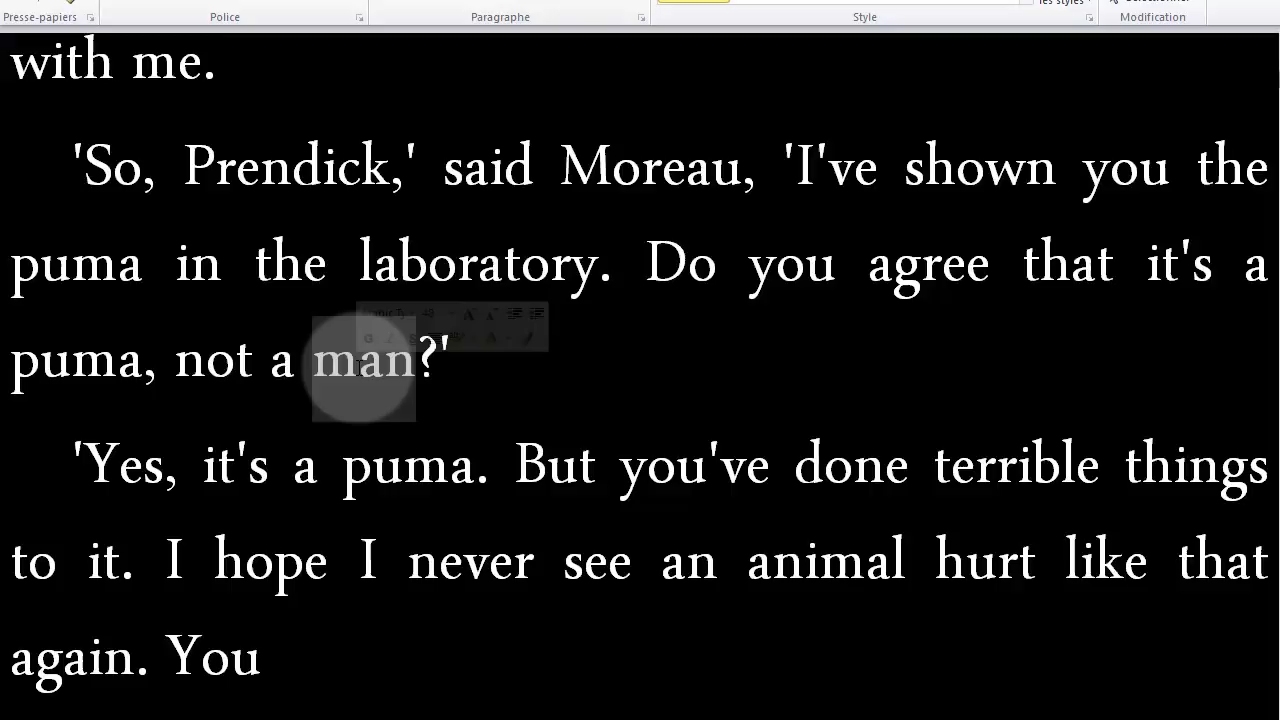 Presse-papiers Police Paragraphe Style Modification
with me.
'So, Prendick,' said Moreau, 'I've shown you the
puma in the laboratory. Do you agree that it's a
puma, not a man?'
'Yes, it's a puma. But you've done terrible things
to it. I hope I never see an animal hurt like that
again. You